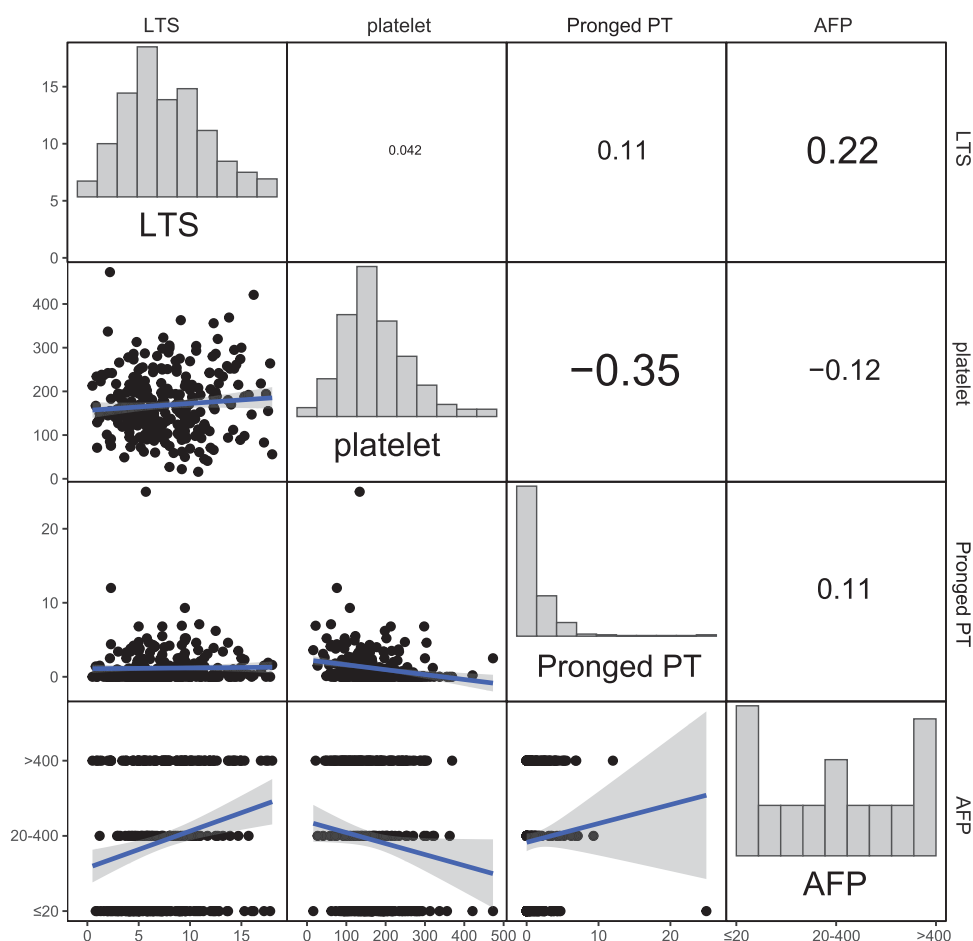 LTS platelet Pronged PT AFP
15
10
5
0
LTS
0.042
0.11
0.22
LTS
400
300
200
100
0
platelet
−0.35
−0.12
platelet
20
10
0
Pronged PT
0.11
Pronged PT
>400
20-400
≤20
AFP
AFP
0 5 10 15 0 100 200 300 400 500 0 10 20 ≤20 20-400 >400